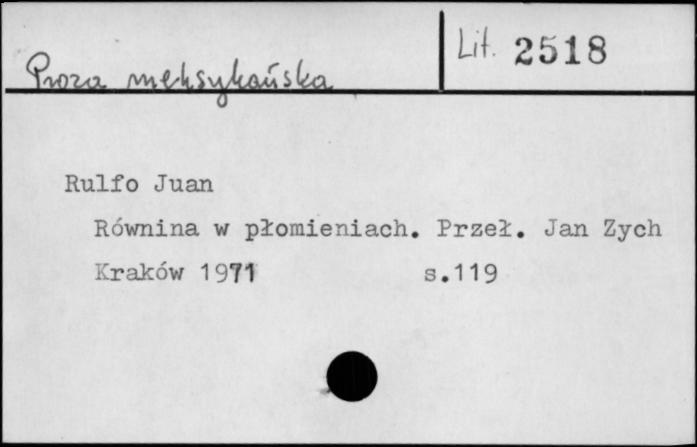 Proza meksykańska
Lit. 2518
Rulfo Juan
Równina w płomieniach. Przeł. Jan Zych
Kraków 1971 s.119